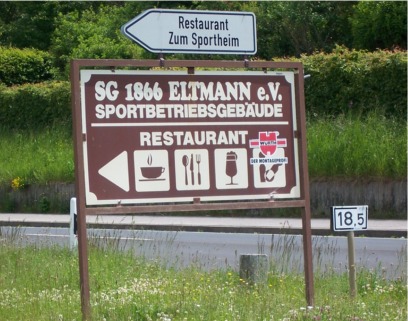 Restaurant
Zum Sportheim
SG 1866 ELTMANN e.V.
SPORTBETRIEBSGEBÄUDE
RESTAURANT
WÜRTH
DER MONTAGEPROFI
18,5